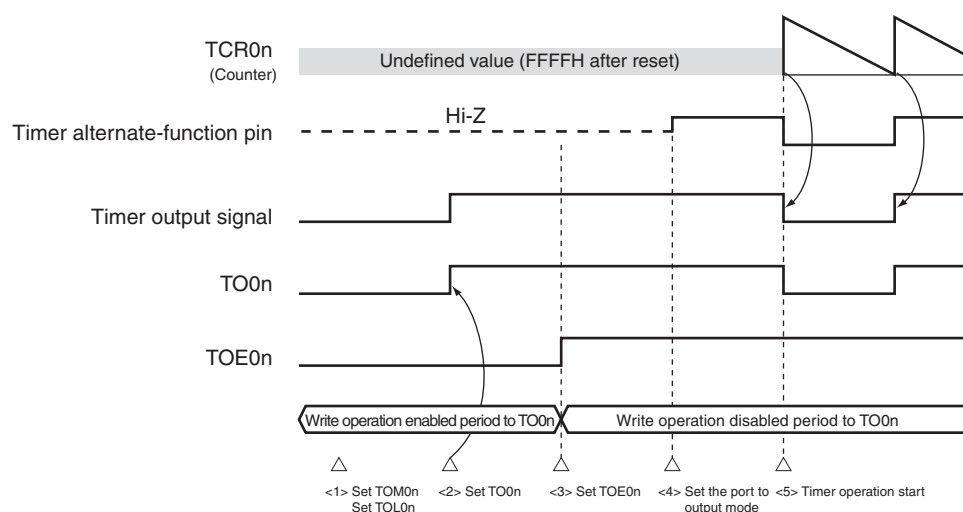 TCR0n
(Counter)
Undefined value (FFFFH after reset)
Timer alternate-function pin
Hi-Z
Timer output signal
TO0n
TOE0n
Write operation enabled period to TO0n
Write operation disabled period to TO0n
<1> Set TOM0n
Set TOL0n
<2> Set TO0n
<3> Set TOE0n
<4> Set the port to
output mode
<5> Timer operation start